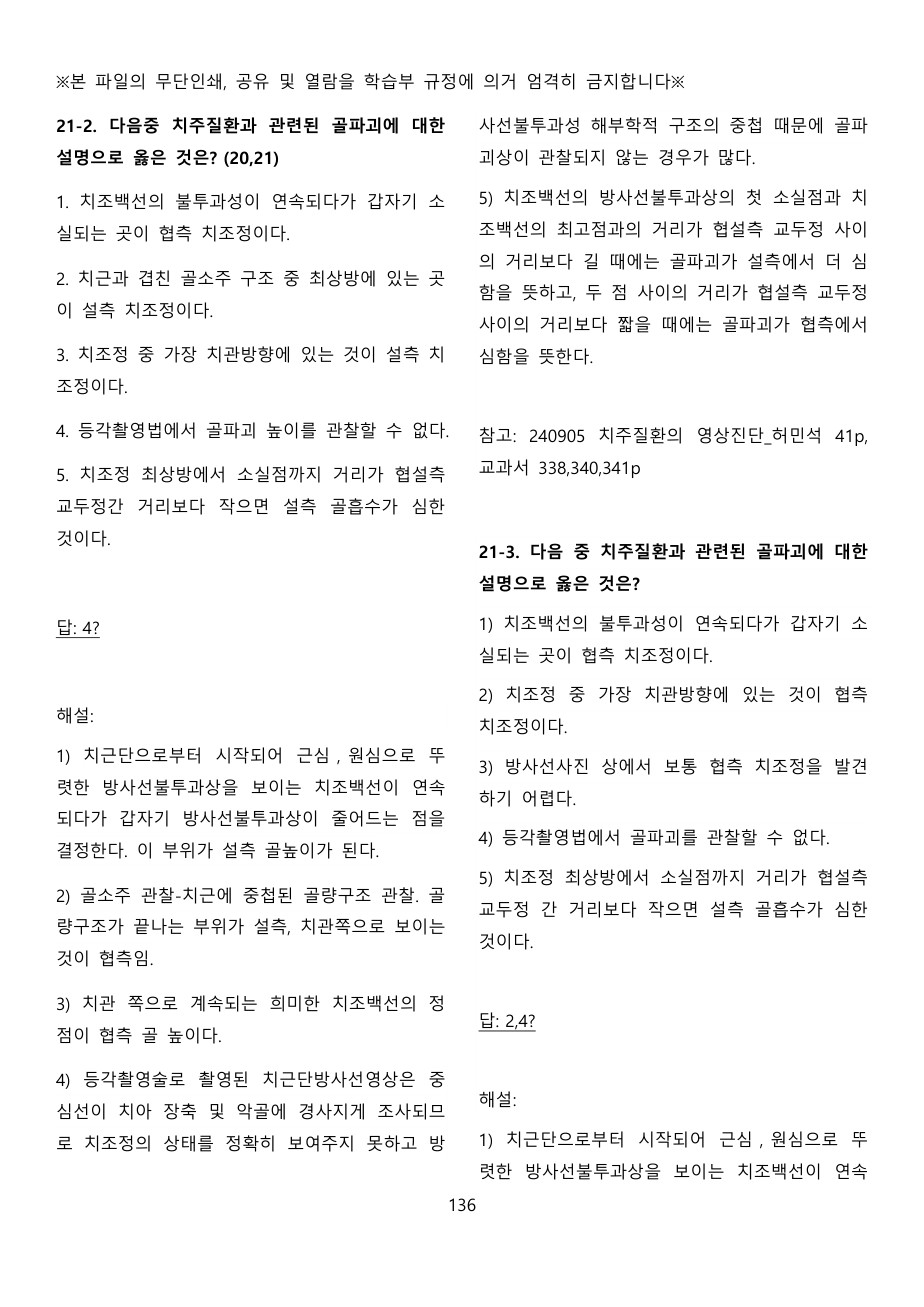 ※본 파일의 무단인쇄, 공유 및 열람을 학습부 규정에 의거 엄격히 금지합니다※
21-2. 다음중 치주질환과 관련된 골파괴에 대한
설명으로 옳은 것은? (20,21)
1. 치조백선의 불투과성이 연속되다가 갑자기 소
실되는 곳이 협측 치조정이다.
2. 치근과 겹친 골소주 구조 중 최상방에 있는 곳
이 설측 치조정이다.
3. 치조정 중 가장 치관방향에 있는 것이 설측 치
조정이다.
4. 등각촬영법에서 골파괴 높이를 관찰할 수 없다.
5. 치조정 최상방에서 소실점까지 거리가 협설측
교두정간 거리보다 작으면 설측 골흡수가 심한
것이다.
답: 4?
해설:
1) 치근단으로부터 시작되어 근심 , 원심으로 뚜
렷한 방사선불투과상을 보이는 치조백선이 연속
되다가 갑자기 방사선불투과상이 줄어드는 점을
결정한다. 이 부위가 설측 골높이가 된다.
2) 골소주 관찰-치근에 중첩된 골량구조 관찰. 골
량구조가 끝나는 부위가 설측, 치관쪽으로 보이는
것이 협측임.
3) 치관 쪽으로 계속되는 희미한 치조백선의 정
점이 협측 골 높이다.
4) 등각촬영술로 촬영된 치근단방사선영상은 중
심선이 치아 장축 및 악골에 경사지게 조사되므
로 치조정의 상태를 정확히 보여주지 못하고 방
사선불투과성 해부학적 구조의 중첩 때문에 골파
괴상이 관찰되지 않는 경우가 많다.
5) 치조백선의 방사선불투과상의 첫 소실점과 치
조백선의 최고점과의 거리가 협설측 교두정 사이
의 거리보다 길 때에는 골파괴가 설측에서 더 심
함을 뜻하고, 두 점 사이의 거리가 협설측 교두정
사이의 거리보다 짧을 때에는 골파괴가 협측에서
심함을 뜻한다.
참고: 240905 치주질환의 영상진단_허민석 41p,
교과서 338,340,341p
21-3. 다음 중 치주질환과 관련된 골파괴에 대한
설명으로 옳은 것은?
1) 치조백선의 불투과성이 연속되다가 갑자기 소
실되는 곳이 협측 치조정이다.
2) 치조정 중 가장 치관방향에 있는 것이 협측
치조정이다.
3) 방사선사진 상에서 보통 협측 치조정을 발견
하기 어렵다.
4) 등각촬영법에서 골파괴를 관찰할 수 없다.
5) 치조정 최상방에서 소실점까지 거리가 협설측
교두정 간 거리보다 작으면 설측 골흡수가 심한
것이다.
답: 2,4?
해설:
1) 치근단으로부터 시작되어 근심 , 원심으로 뚜
렷한 방사선불투과상을 보이는 치조백선이 연속
136